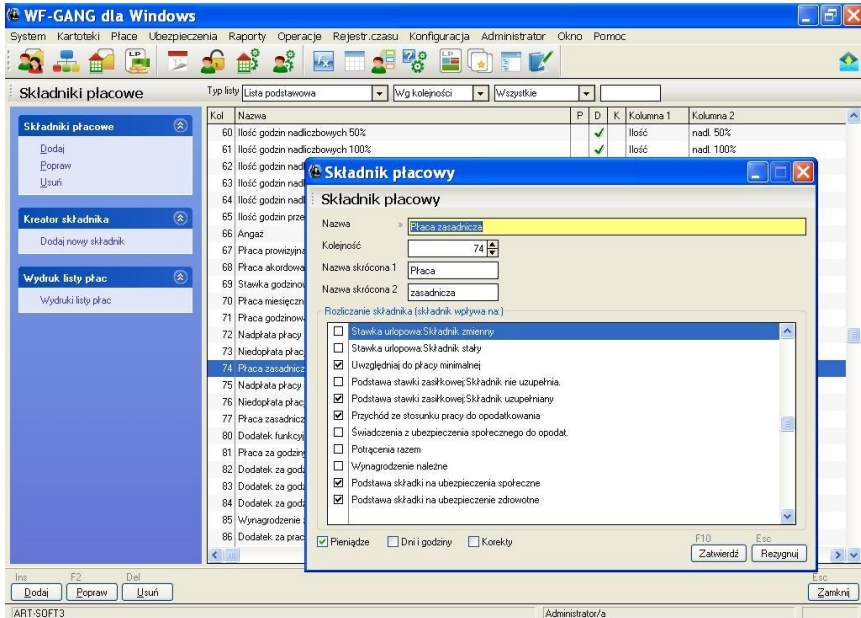 WF-GANG dla Windows
System Kartoteki Płace Ubezpieczenia Raporty Operacje Rejestr.czasu Konfiguracja Administrator Okno Pomoc
Składniki płacowe
Typ listy Lista podstawowa Wg kolejności Wszystkie
Składniki płacowe
Dodaj
Popraw
Usuń
Kreator składnika
Dodaj nowy składnik
Wydruk listy płac
Wydruki listy płac
Kol Nazwa P D K Kolumna 1 Kolumna 2
60 Ilość godzin nadliczbowych 50% Ilość nadl. 50%
61 Ilość godzin nadliczbowych 100% Ilość nadl. 100%
62 Ilość godzin nad
63 Ilość godzin nad
64 Ilość godzin nad
65 Ilość godzin prze
66 Angaż
67 Płaca prowizyjna
68 Płaca akordowa
69 Stawka godzino
70 Płaca miesięczn
71 Płaca godzinow
72 Nadpłata płacy
73 Niedopłata płac
74 Płaca zasadnicz
75 Nadpłata płacy
76 Niedopłata płac
77 Płaca zasadnicz
80 Dodatek funkcyj
81 Płaca za godziny
82 Dodatek za godz
83 Dodatek za godz
84 Dodatek za godz
85 Wynagrodzenie
86 Dodatek za prac
Składnik płacowy
Składnik płacowy
Nazwa » Płaca zasadnicza
Kolejność 74
Nazwa skrócona 1 Płaca
Nazwa skrócona 2 zasadnicza
Rozliczanie składnika (składnik wpływa na:)
Stawka urlopowa:Składnik zmienny
Stawka urlopowa:Składnik stały
Uwzględniaj do płacy minimalnej
Podstawa stawki zasiłkowej:Składnik nie uzupełnia.
Podstawa stawki zasiłkowej:Składnik uzupełniany
Przychód ze stosunku pracy do opodatkowania
Świadczenia z ubezpieczenia społecznego do opodat.
Potrącenia razem
Wynagrodzenie należne
Podstawa składki na ubezpieczenia społeczne
Podstawa składki na ubezpieczenie zdrowotne
Pieniądze Dni i godziny Korekty
F10 Esc
Zatwierdź Rezygnuj
Ins F2 Del Esc
Dodaj Popraw Usuń Zamknij
ART-SOFT3 Administrator/a